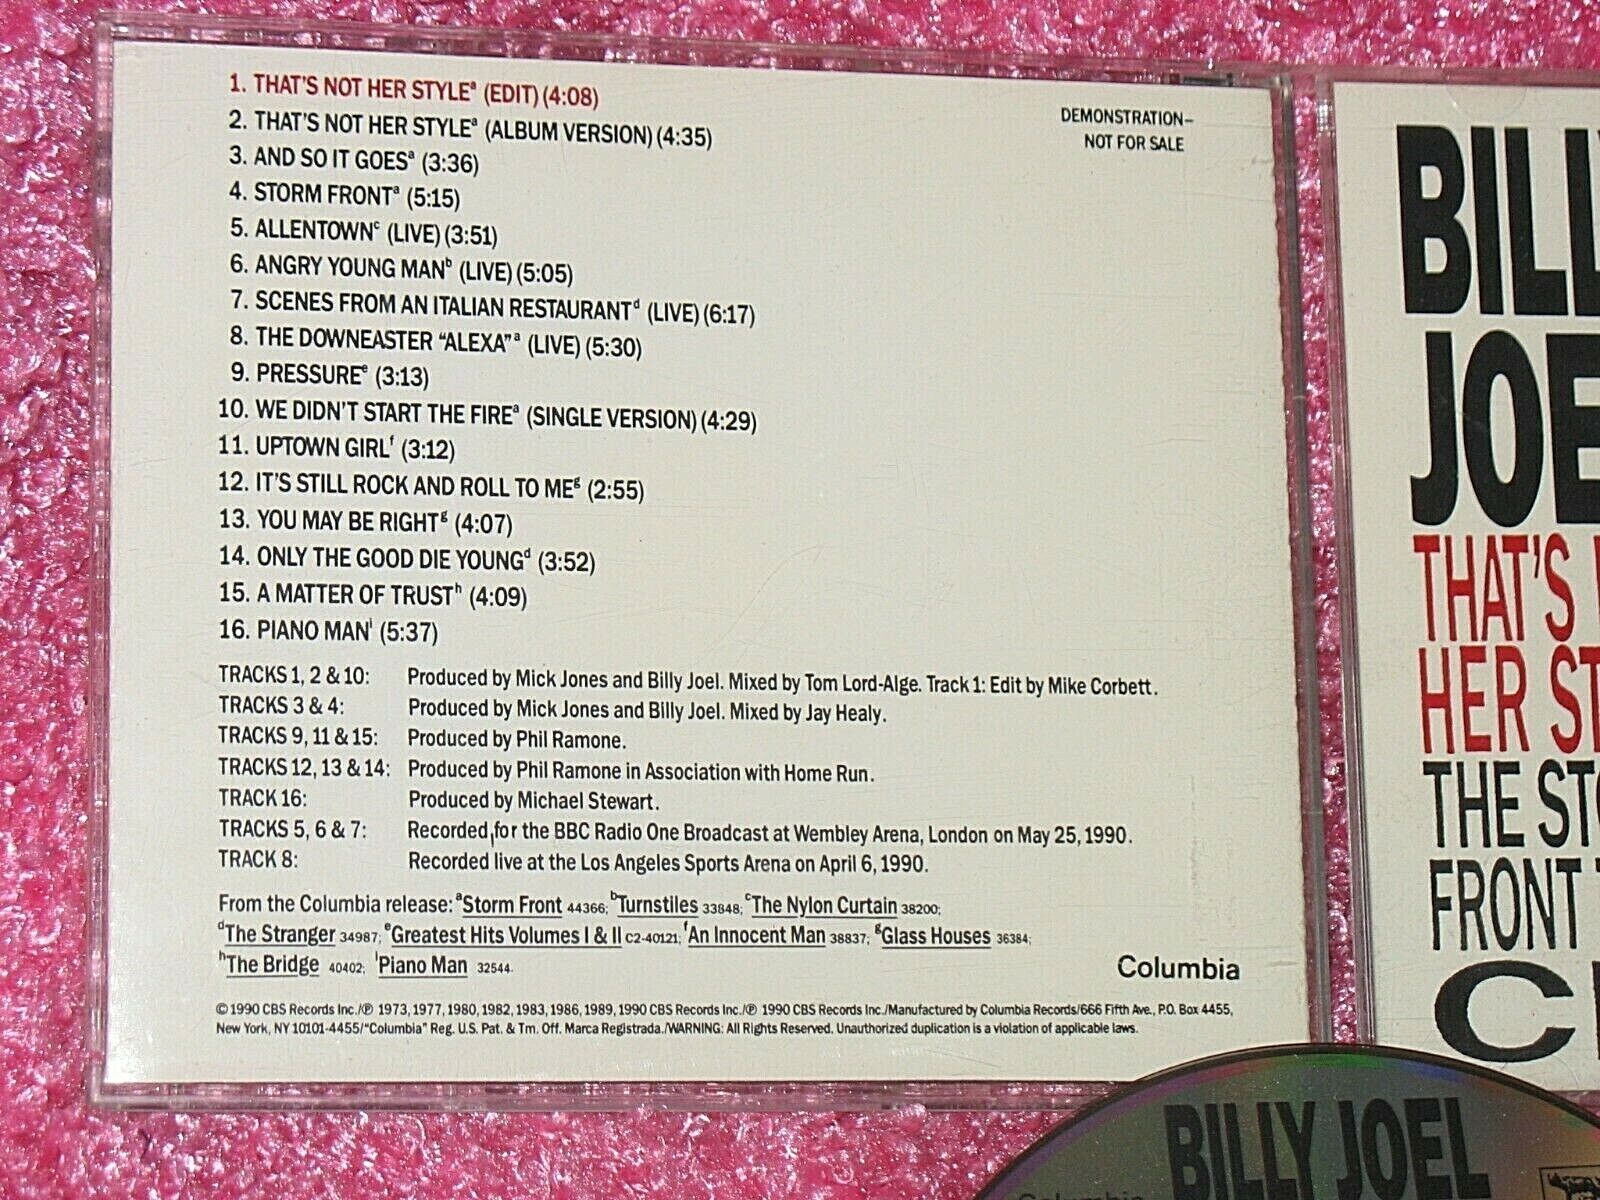 1. THAT'S NOT HER STYLEᵃ (EDIT) (4:08)
2. THAT'S NOT HER STYLEᵃ (ALBUM VERSION) (4:35)
3. AND SO IT GOESᵃ (3:36)
4. STORM FRONTᵃ (5:15)
5. ALLENTOWNᶜ (LIVE) (3:51)
6. ANGRY YOUNG MANᵇ (LIVE) (5:05)
7. SCENES FROM AN ITALIAN RESTAURANTᵈ (LIVE) (6:17)
8. THE DOWNEASTER "ALEXA"ᵃ (LIVE) (5:30)
9. PRESSUREᵉ (3:13)
10. WE DIDN'T START THE FIREᵃ (SINGLE VERSION) (4:29)
11. UPTOWN GIRLᶠ (3:12)
12. IT'S STILL ROCK AND ROLL TO MEᵍ (2:55)
13. YOU MAY BE RIGHTᵍ (4:07)
14. ONLY THE GOOD DIE YOUNGᵈ (3:52)
15. A MATTER OF TRUSTʰ (4:09)
16. PIANO MANⁱ (5:37)
DEMONSTRATION–
NOT FOR SALE
TRACKS 1, 2 & 10: Produced by Mick Jones and Billy Joel. Mixed by Tom Lord-Alge. Track 1: Edit by Mike Corbett.
TRACKS 3 & 4: Produced by Mick Jones and Billy Joel. Mixed by Jay Healy.
TRACKS 9, 11 & 15: Produced by Phil Ramone.
TRACKS 12, 13 & 14: Produced by Phil Ramone in Association with Home Run.
TRACK 16: Produced by Michael Stewart.
TRACKS 5, 6 & 7: Recorded for the BBC Radio One Broadcast at Wembley Arena, London on May 25, 1990.
TRACK 8: Recorded live at the Los Angeles Sports Arena on April 6, 1990.
From the Columbia release: ᵃStorm Front 44366; ᵇTurnstiles 33848; ᶜThe Nylon Curtain 38200;
ᵈThe Stranger 34987; ᵉGreatest Hits Volumes I & II C2-40121; ᶠAn Innocent Man 38837; ᵍGlass Houses 36384;
ʰThe Bridge 40402; ⁱPiano Man 32544.
Columbia
© 1990 CBS Records Inc./℗ 1973, 1977, 1980, 1982, 1983, 1986, 1989, 1990 CBS Records Inc./℗ 1990 CBS Records Inc./Manufactured by Columbia Records/666 Fifth Ave., P.O. Box 4455,
New York, NY 10101-4455/"Columbia" Reg. U.S. Pat. & Tm. Off. Marca Registrada./WARNING: All Rights Reserved. Unauthorized duplication is a violation of applicable laws.
BILLY
JOE
THAT'S
HER ST
THE STO
FRONT
C
BILLY JOEL
Columbia